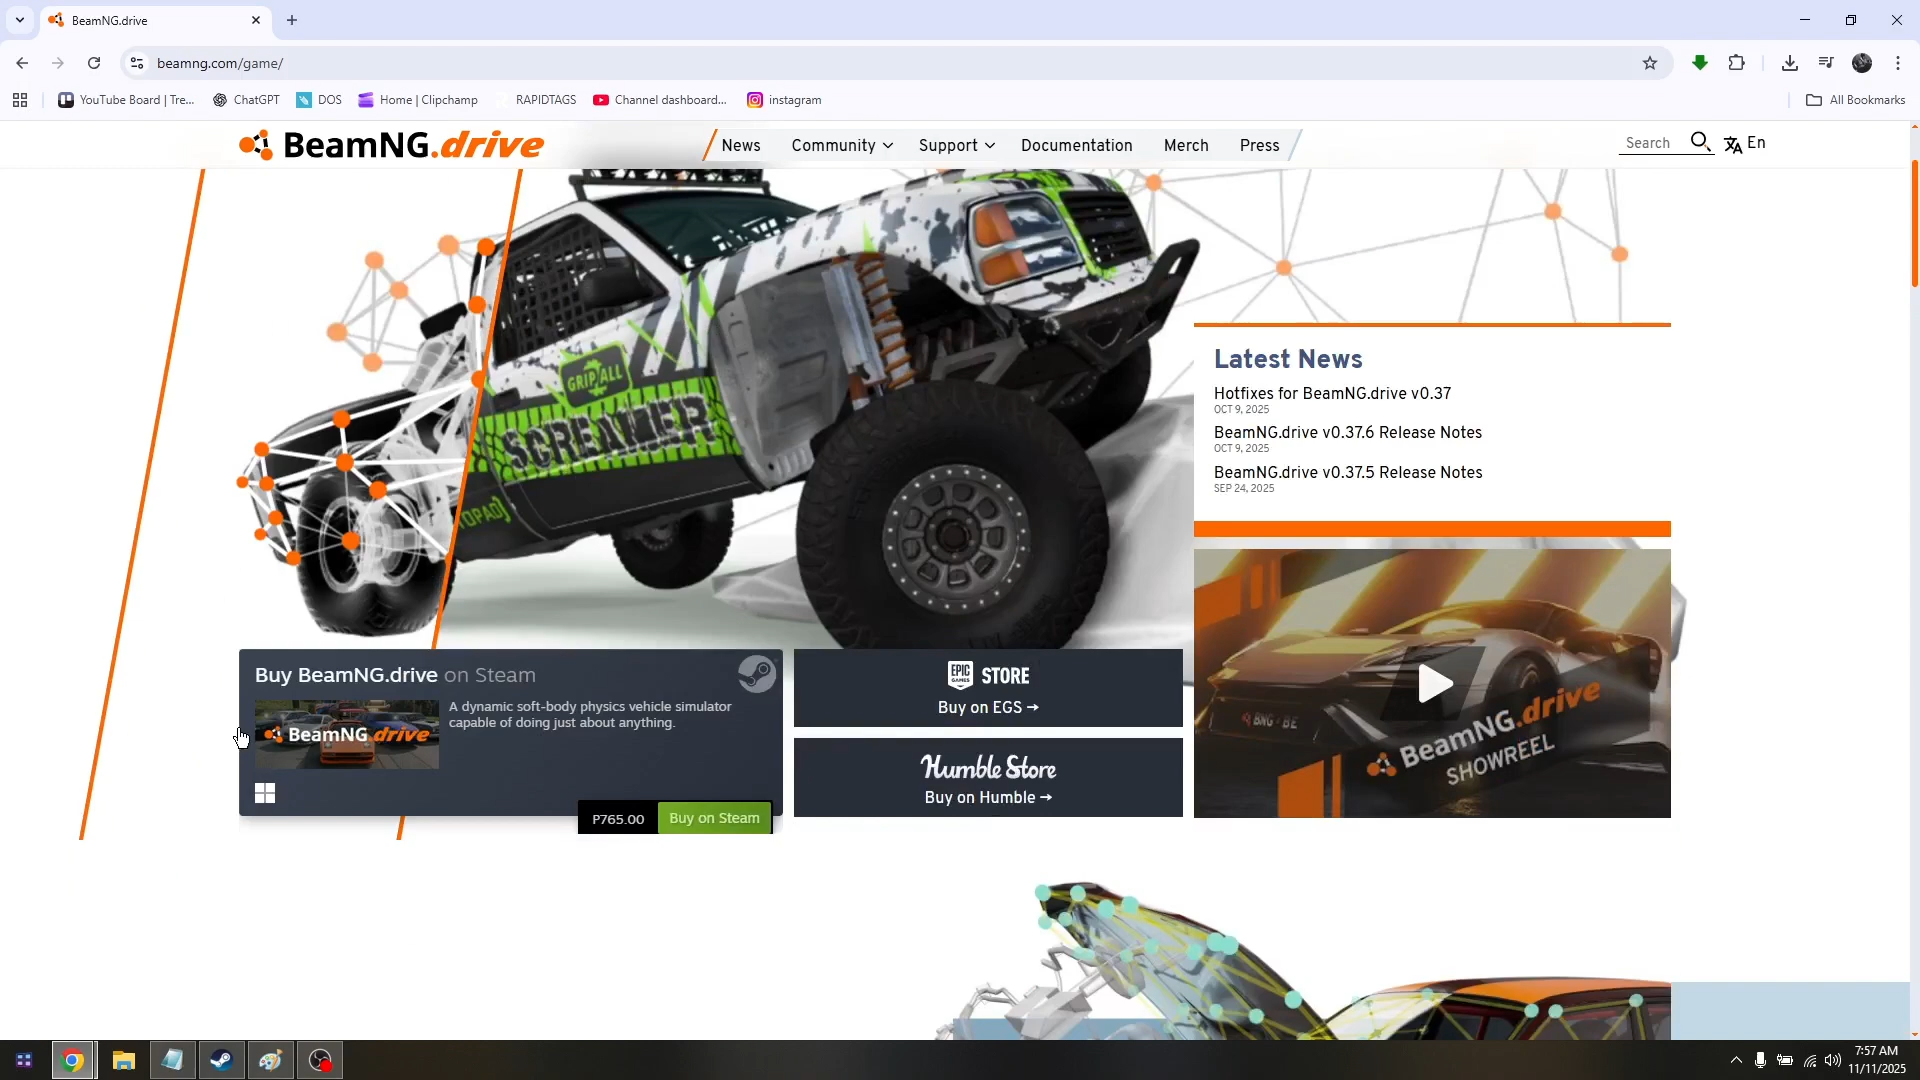 BeamNG.drive
beamng.com/game/
YouTube Board | Tre...
ChatGPT
DOS
Home | Clipchamp
RAPIDTAGS
Channel dashboard...
instagram
All Bookmarks
BeamNG.drive
News
Community
Support
Documentation
Merch
Press
Search
En
GRIP ALL
SCREAMER
TOPAD
Latest News
Hotfixes for BeamNG.drive v0.37
OCT 9, 2025
BeamNG.drive v0.37.6 Release Notes
OCT 9, 2025
BeamNG.drive v0.37.5 Release Notes
SEP 24, 2025
Buy BeamNG.drive on Steam
A dynamic soft-body physics vehicle simulator
capable of doing just about anything.
BeamNG.drive
P765.00
Buy on Steam
EPIC GAMES STORE
Buy on EGS →
Humble Store
Buy on Humble →
BeamNG.drive
SHOWREEL
7:57 AM
11/11/2025